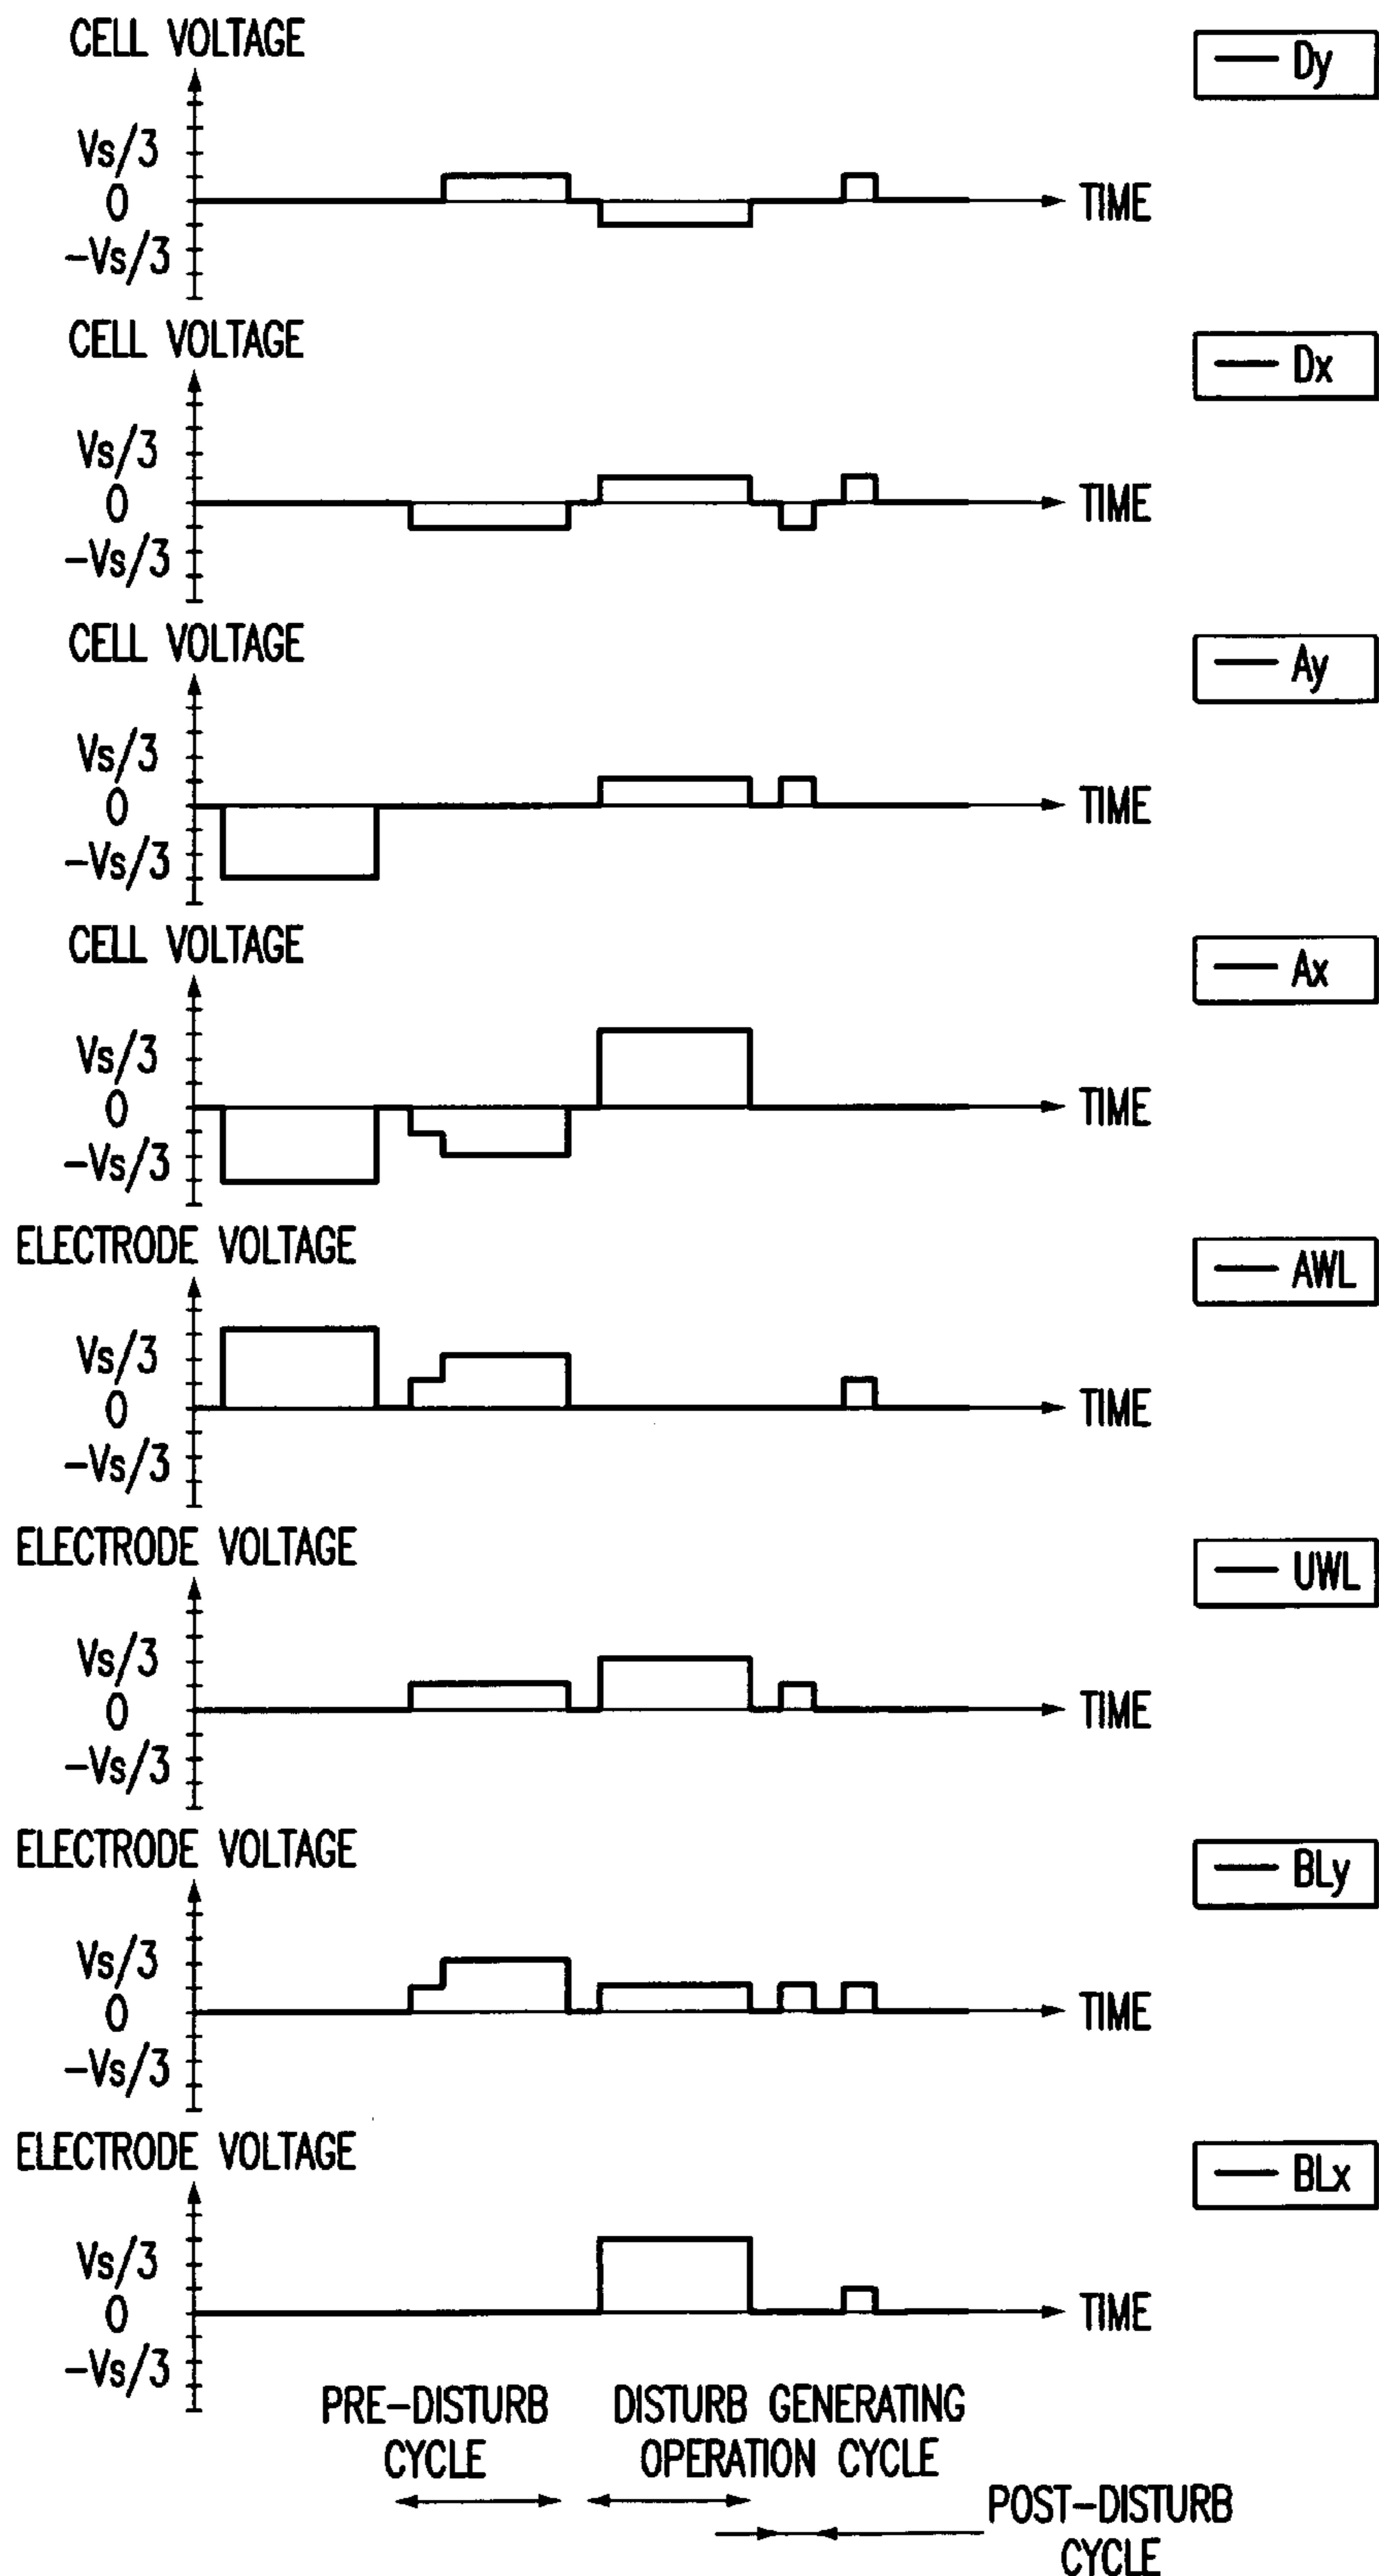 CELL VOLTAGE
Dy
Vs/3
0
TIME
-Vs/3
CELL VOLTAGE
Dx
Vs/3
0
TIME
-Vs/3
CELL VOLTAGE
Ay
Vs/3
0
TIME
-Vs/3
CELL VOLTAGE
Ax
Vs/3
0
TIME
-Vs/3
ELECTRODE VOLTAGE
AWL
Vs/3
0
TIME
-Vs/3
ELECTRODE VOLTAGE
UWL
Vs/3
0
TIME
-Vs/3
ELECTRODE VOLTAGE
BLy
Vs/3
0
TIME
-Vs/3
ELECTRODE VOLTAGE
BLx
Vs/3
0
TIME
-Vs/3
PRE-DISTURB
CYCLE
DISTURB GENERATING
OPERATION CYCLE
POST-DISTURB
CYCLE